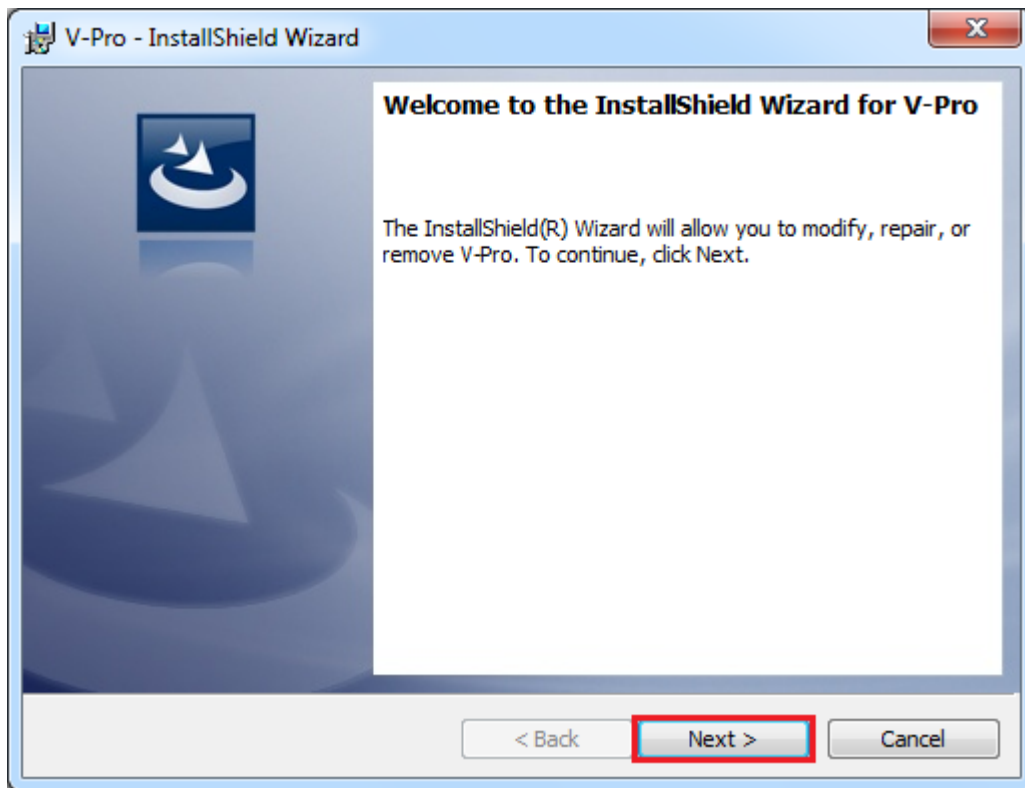 V-Pro - InstallShield Wizard
Welcome to the InstallShield Wizard for V-Pro
The InstallShield(R) Wizard will allow you to modify, repair, or
remove V-Pro. To continue, click Next.
< Back
Next >
Cancel